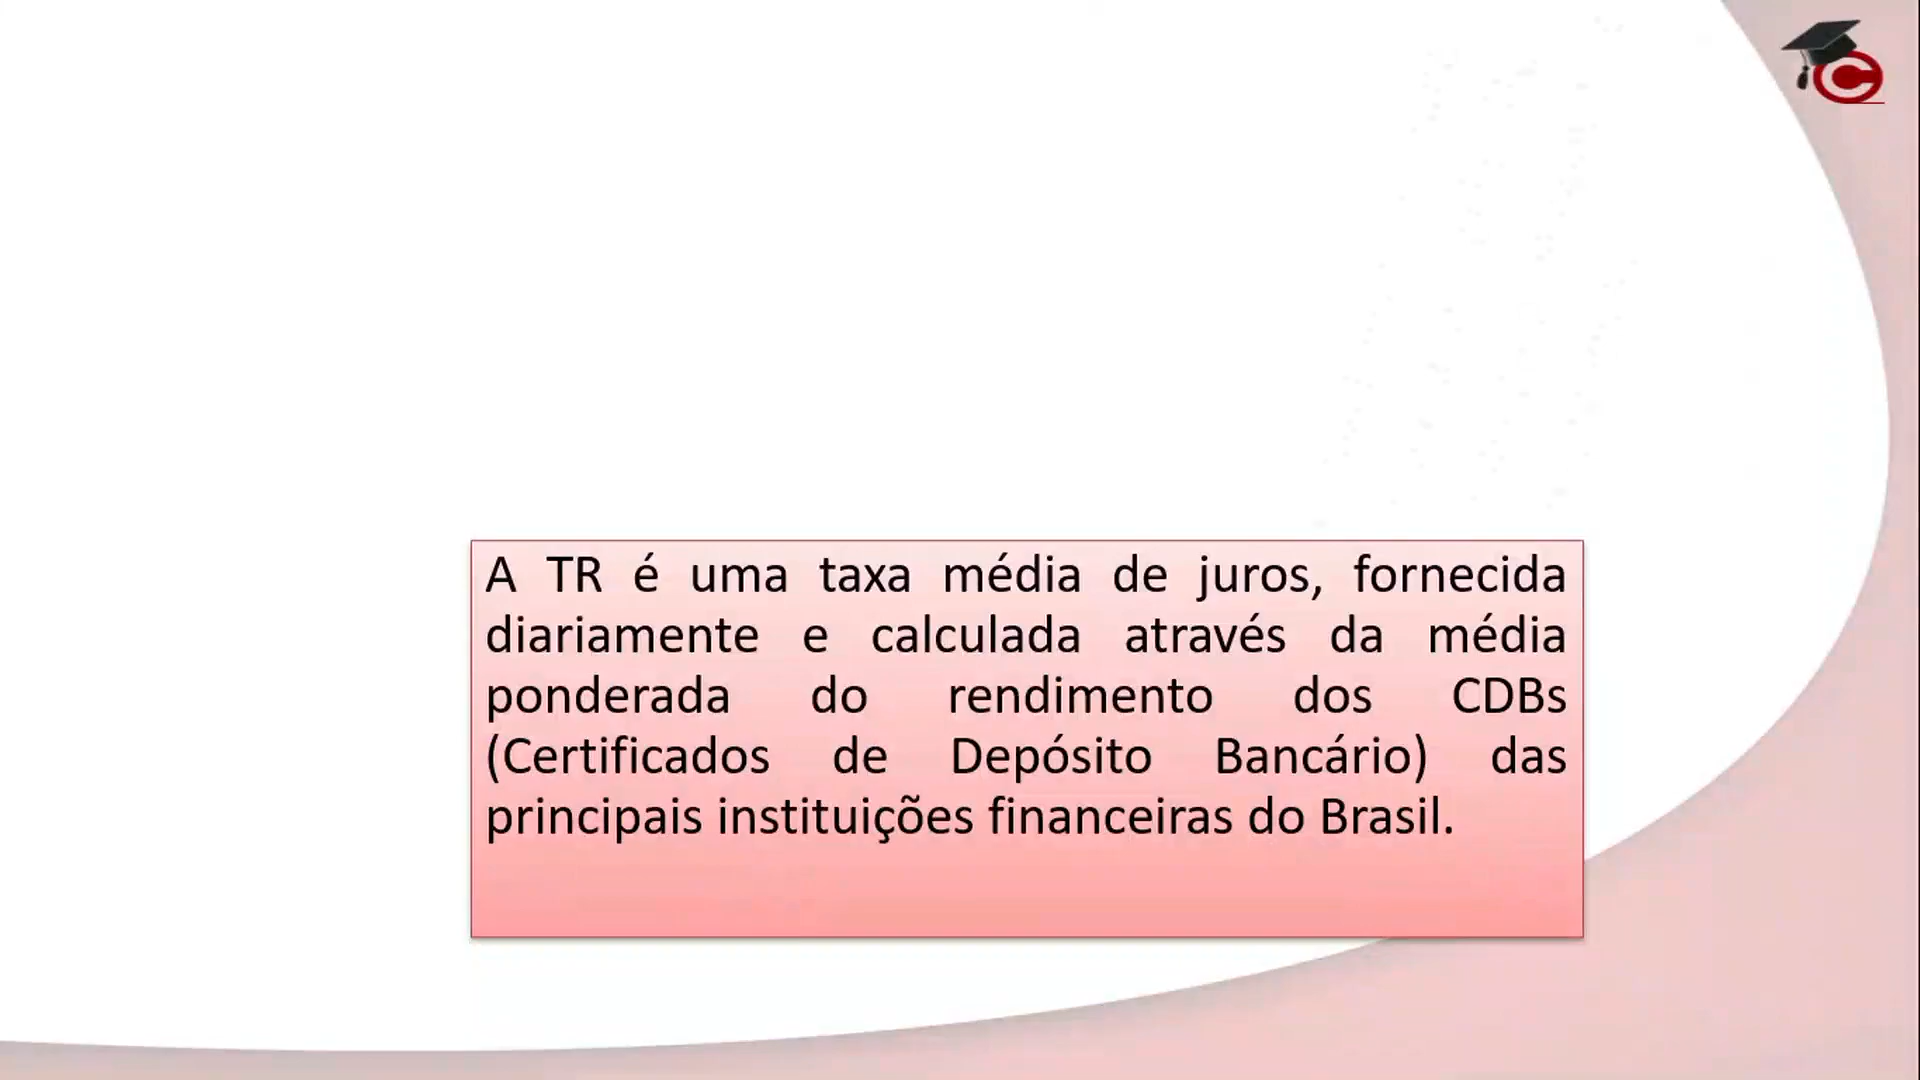 A TR é uma taxa média de juros, fornecida
diariamente e calculada através da média
ponderada do rendimento dos CDBs
(Certificados de Depósito Bancário) das
principais instituições financeiras do Brasil.